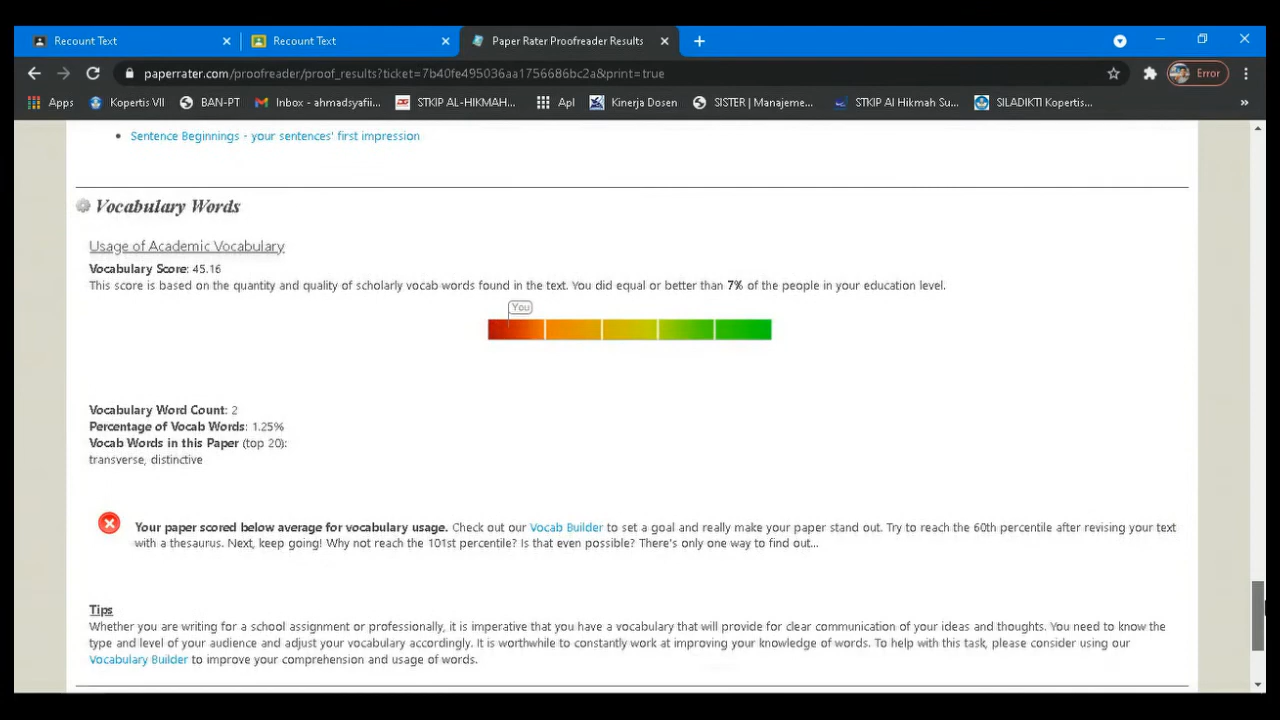 Recount Text
Recount Text
Paper Rater Proofreader Results
paperrater.com/proofreader/proof_results?ticket=7b40fe495036aa1756686bc2a&print=true
Error
Apps
Kopertis VII
BAN-PT
Inbox - ahmadsyafii...
STKIP AL-HIKMAH...
Apl
Kinerja Dosen
SISTER | Manajeme...
STKIP Al Hikmah Su...
SILADIKTI Kopertis...
Sentence Beginnings - your sentences' first impression
Vocabulary Words
Usage of Academic Vocabulary
Vocabulary Score: 45.16
This score is based on the quantity and quality of scholarly vocab words found in the text. You did equal or better than 7% of the people in your education level.
You
Vocabulary Word Count: 2
Percentage of Vocab Words: 1.25%
Vocab Words in this Paper (top 20):
transverse, distinctive
Your paper scored below average for vocabulary usage. Check out our Vocab Builder to set a goal and really make your paper stand out. Try to reach the 60th percentile after revising your text
with a thesaurus. Next, keep going! Why not reach the 101st percentile? Is that even possible? There's only one way to find out...
Tips
Whether you are writing for a school assignment or professionally, it is imperative that you have a vocabulary that will provide for clear communication of your ideas and thoughts. You need to know the
type and level of your audience and adjust your vocabulary accordingly. It is worthwhile to constantly work at improving your knowledge of words. To help with this task, please consider using our
Vocabulary Builder to improve your comprehension and usage of words.